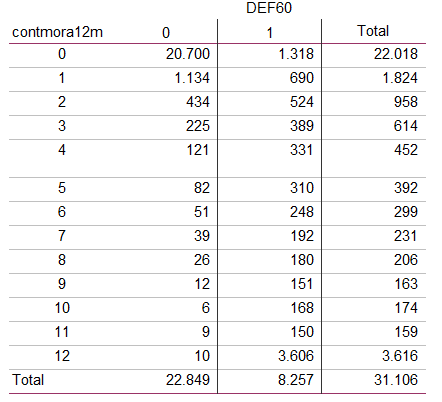 DEF60
contmora12m 0 1 Total
0 20.700 1.318 22.018
1 1.134 690 1.824
2 434 524 958
3 225 389 614
4 121 331 452
5 82 310 392
6 51 248 299
7 39 192 231
8 26 180 206
9 12 151 163
10 6 168 174
11 9 150 159
12 10 3.606 3.616
Total 22.849 8.257 31.106